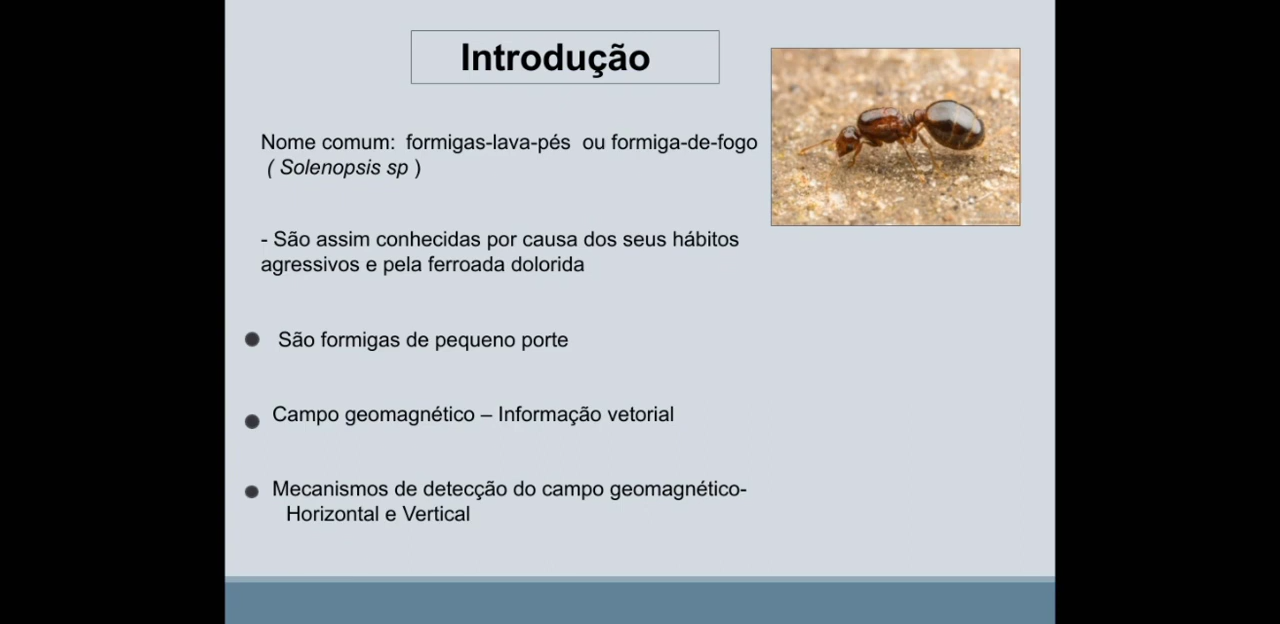 Introdução
Nome comum: formigas-lava-pés ou formiga-de-fogo
( Solenopsis sp )
- São assim conhecidas por causa dos seus hábitos
agressivos e pela ferroada dolorida
São formigas de pequeno porte
Campo geomagnético – Informação vetorial
Mecanismos de detecção do campo geomagnético-
Horizontal e Vertical